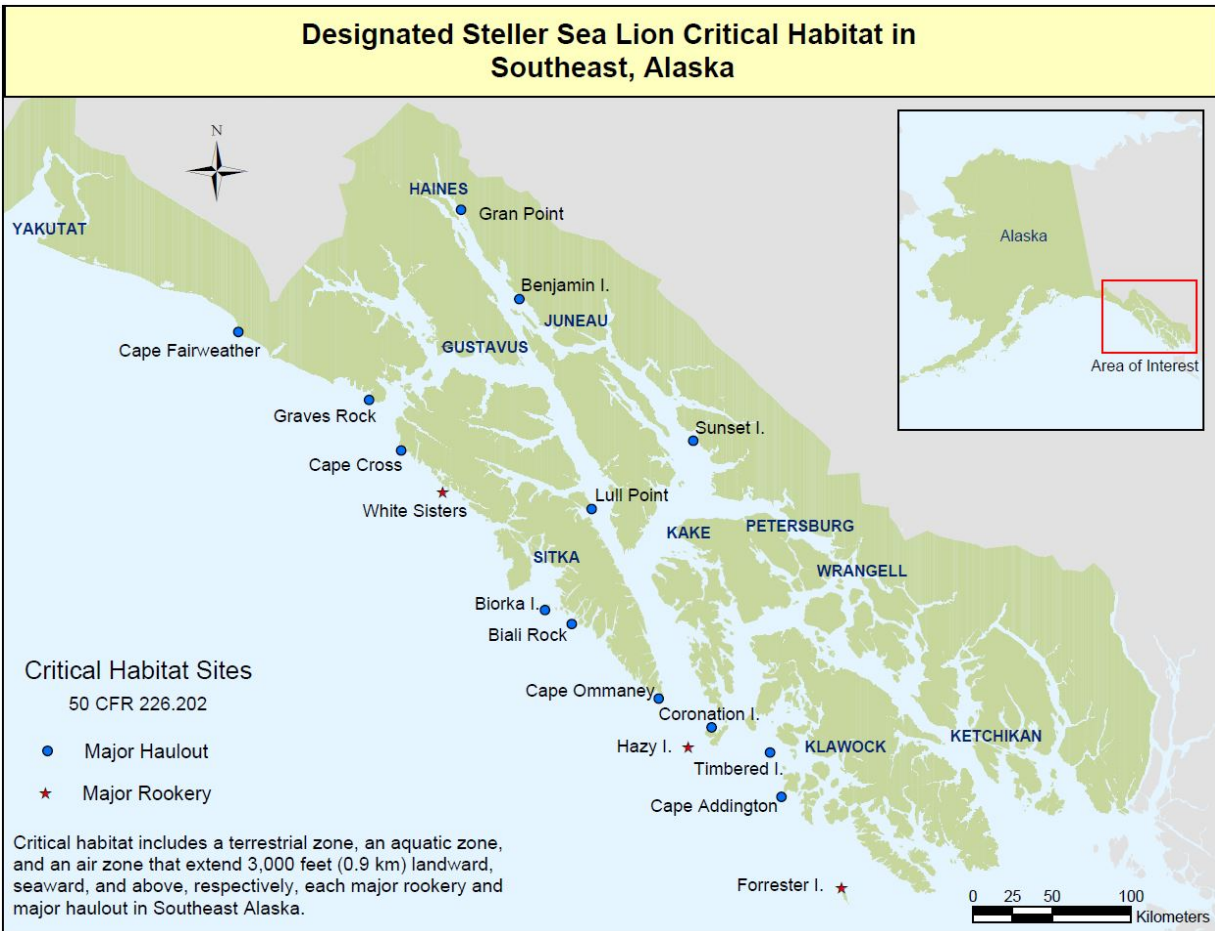 Designated Steller Sea Lion Critical Habitat in
Southeast, Alaska
N
HAINES
Gran Point
YAKUTAT
Alaska
Benjamin I.
JUNEAU
Cape Fairweather
GUSTAVUS
Area of Interest
Graves Rock
Sunset I.
Cape Cross
Lull Point
White Sisters
KAKE
PETERSBURG
SITKA
WRANGELL
Biorka I.
Biali Rock
Critical Habitat Sites
50 CFR 226.202
Cape Ommaney
Coronation I.
Hazy I.
KLAWOCK
KETCHIKAN
Major Haulout
Timbered I.
Major Rookery
Cape Addington
Critical habitat includes a terrestrial zone, an aquatic zone,
and an air zone that extend 3,000 feet (0.9 km) landward,
seaward, and above, respectively, each major rookery and
major haulout in Southeast Alaska.
Forrester I.
0 25 50 100
Kilometers